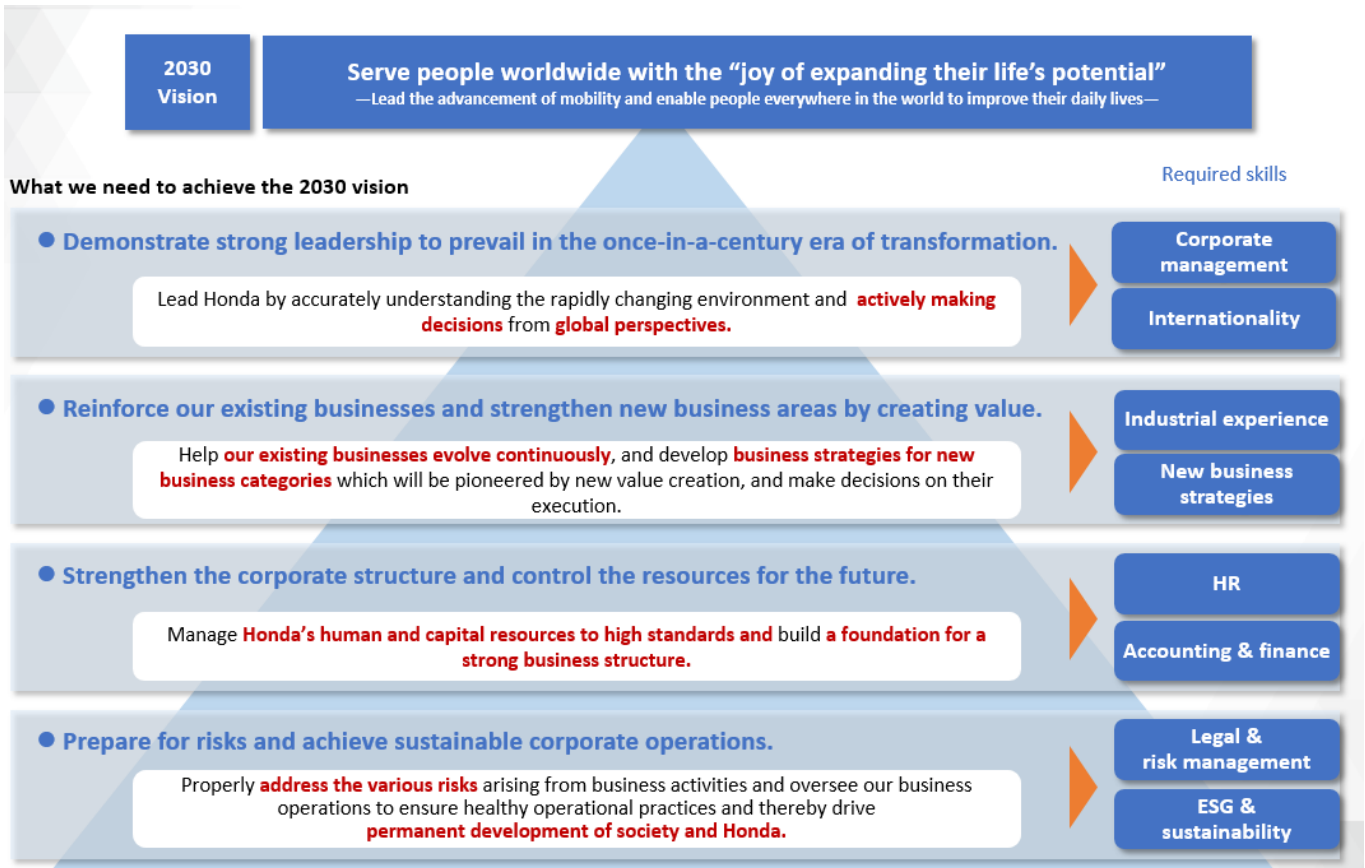 2030
Vision
Serve people worldwide with the “joy of expanding their life’s potential”
—Lead the advancement of mobility and enable people everywhere in the world to improve their daily lives—
What we need to achieve the 2030 vision
Required skills
● Demonstrate strong leadership to prevail in the once-in-a-century era of transformation.
Lead Honda by accurately understanding the rapidly changing environment and actively making
decisions from global perspectives.
Corporate
management
Internationality
● Reinforce our existing businesses and strengthen new business areas by creating value.
Help our existing businesses evolve continuously, and develop business strategies for new
business categories which will be pioneered by new value creation, and make decisions on their
execution.
Industrial experience
New business
strategies
● Strengthen the corporate structure and control the resources for the future.
Manage Honda’s human and capital resources to high standards and build a foundation for a
strong business structure.
HR
Accounting & finance
● Prepare for risks and achieve sustainable corporate operations.
Properly address the various risks arising from business activities and oversee our business
operations to ensure healthy operational practices and thereby drive
permanent development of society and Honda.
Legal &
risk management
ESG &
sustainability